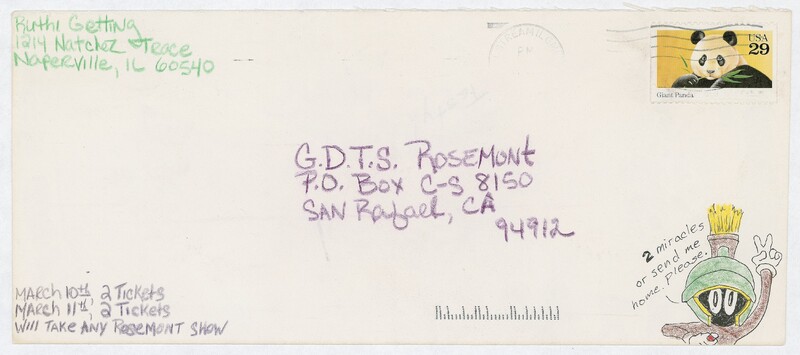 Ruthi Getting
1214 Natchez Trace
Naperville, IL 60540
USA
29
Giant Panda
G.D.T.S. Rosemont
P.O. Box C-S 8150
San Rafael, CA
94912
2 miracles
or send me
home. Please.
March 10th, 2 Tickets
March 11th, 2 Tickets
Will Take Any Rosemont Show